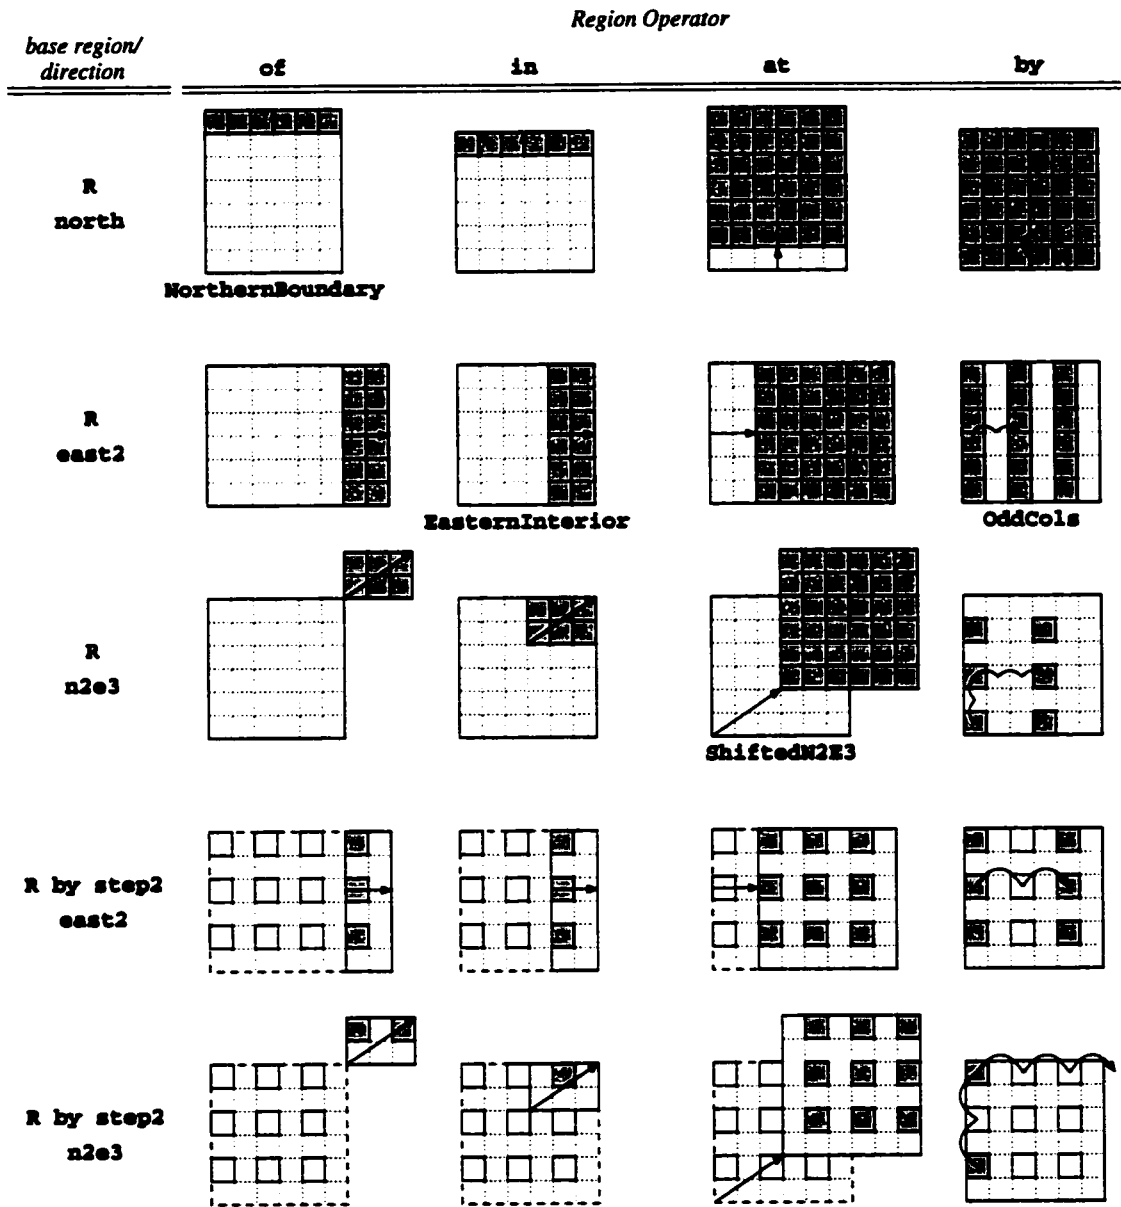 Region Operator
base region/
direction
of in at by
R
north
NorthernBoundary
R
east2
EasternInterior
OddCols
R
n2e3
ShiftedN2E3
R by step2
east2
R by step2
n2e3